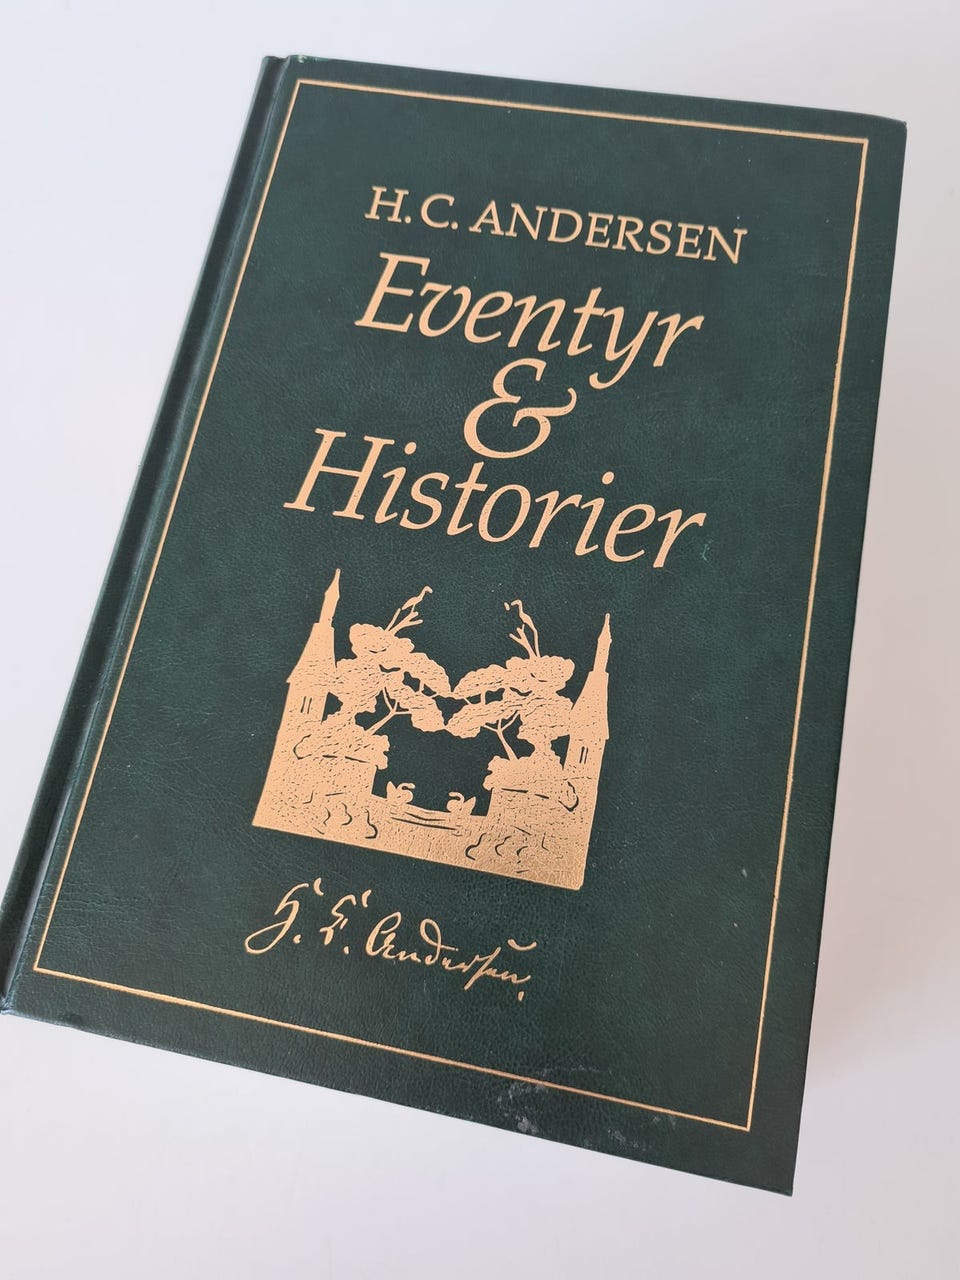 H. C. ANDERSEN
Eventyr
&
Historier
H. C. Andersen.